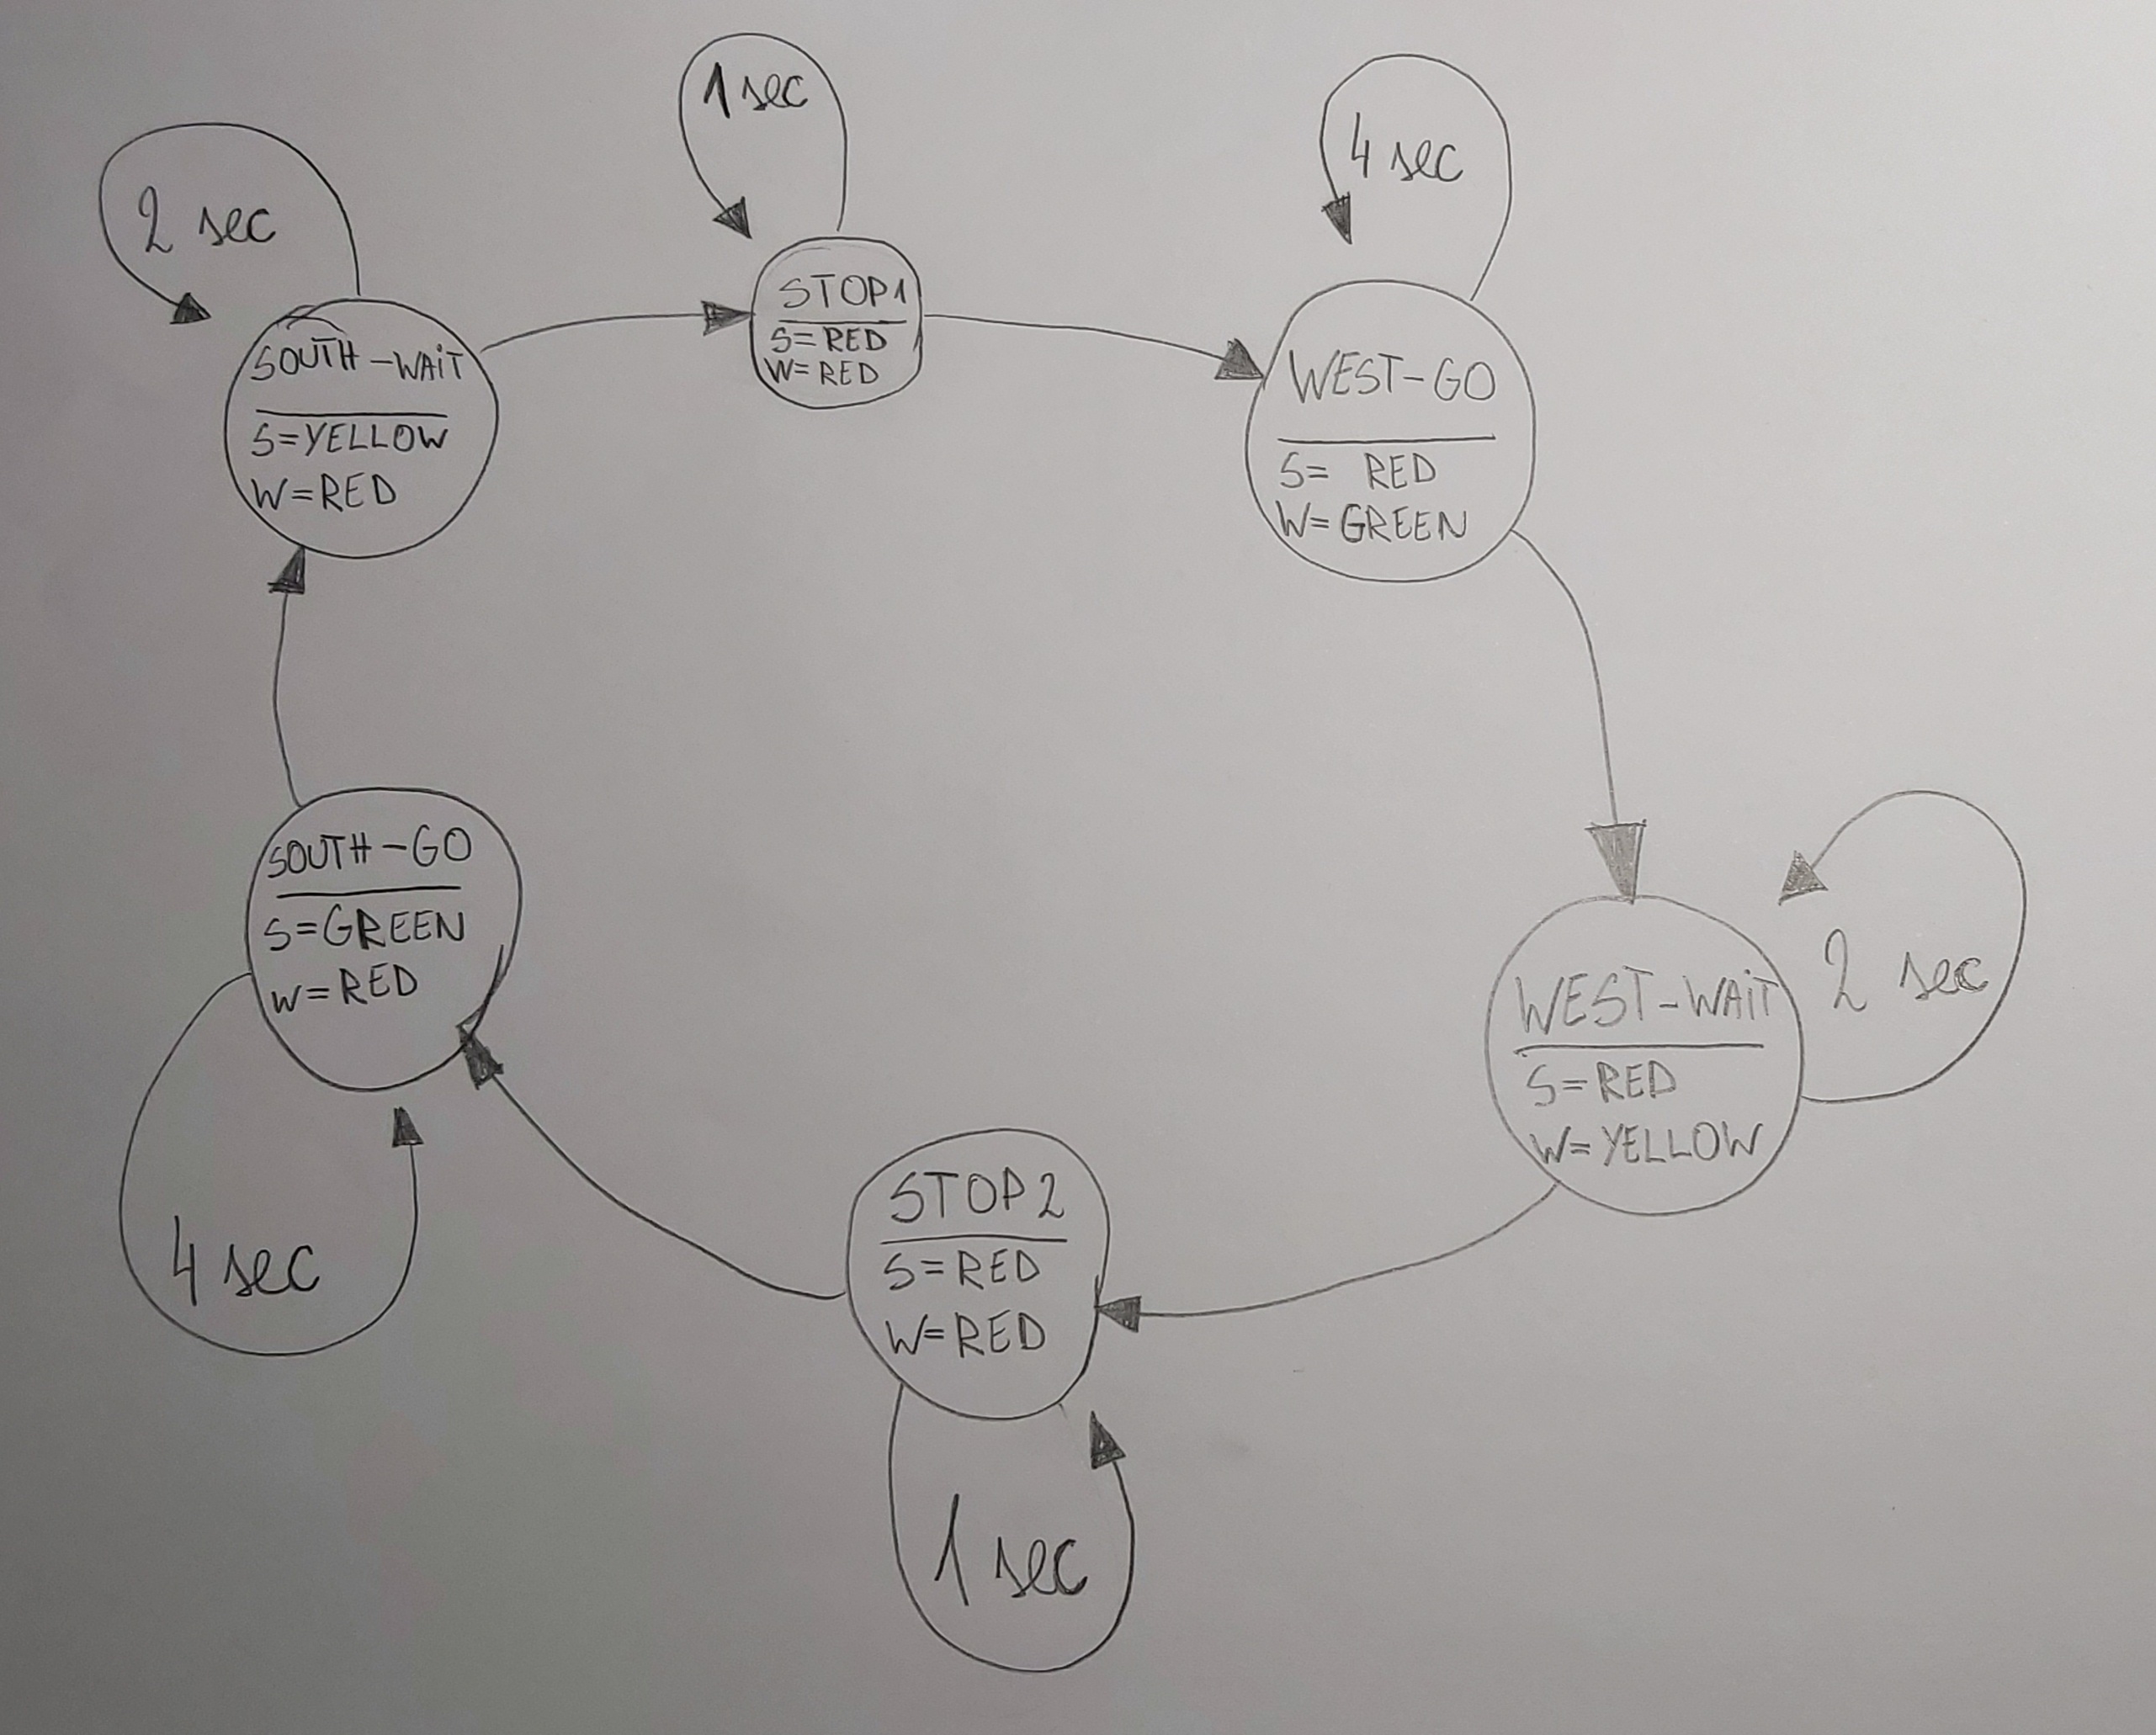 2 sec
1 sec
4 sec
SOUTH-WAiT
S=YELLOW
W=RED
STOP1
S=RED
W=RED
WEST-GO
S= RED
W=GREEN
SOUTH-GO
S=GREEN
W=RED
4 sec
WEST-WAiT
S=RED
W=YELLOW
2 sec
STOP2
S=RED
W=RED
1 sec